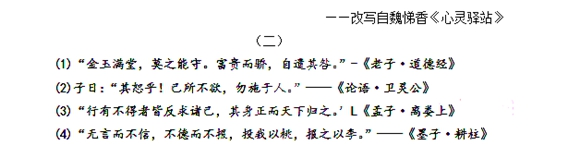 ——改写自魏悌香《心灵驿站》
（二）
(1) “金玉满堂，莫之能守。富贵而骄，自遗其咎。”-《老子·道德经》
(2)子曰：“其怒乎！己所不欲，勿施于人。”——《论语·卫灵公》
(3) “行有不得者皆反求诸己，其身正而天下归之。’L《孟子·离娄上》
(4) “无言而不信，不德而不报，投我以桃，报之以李。”——《墨子·耕柱》